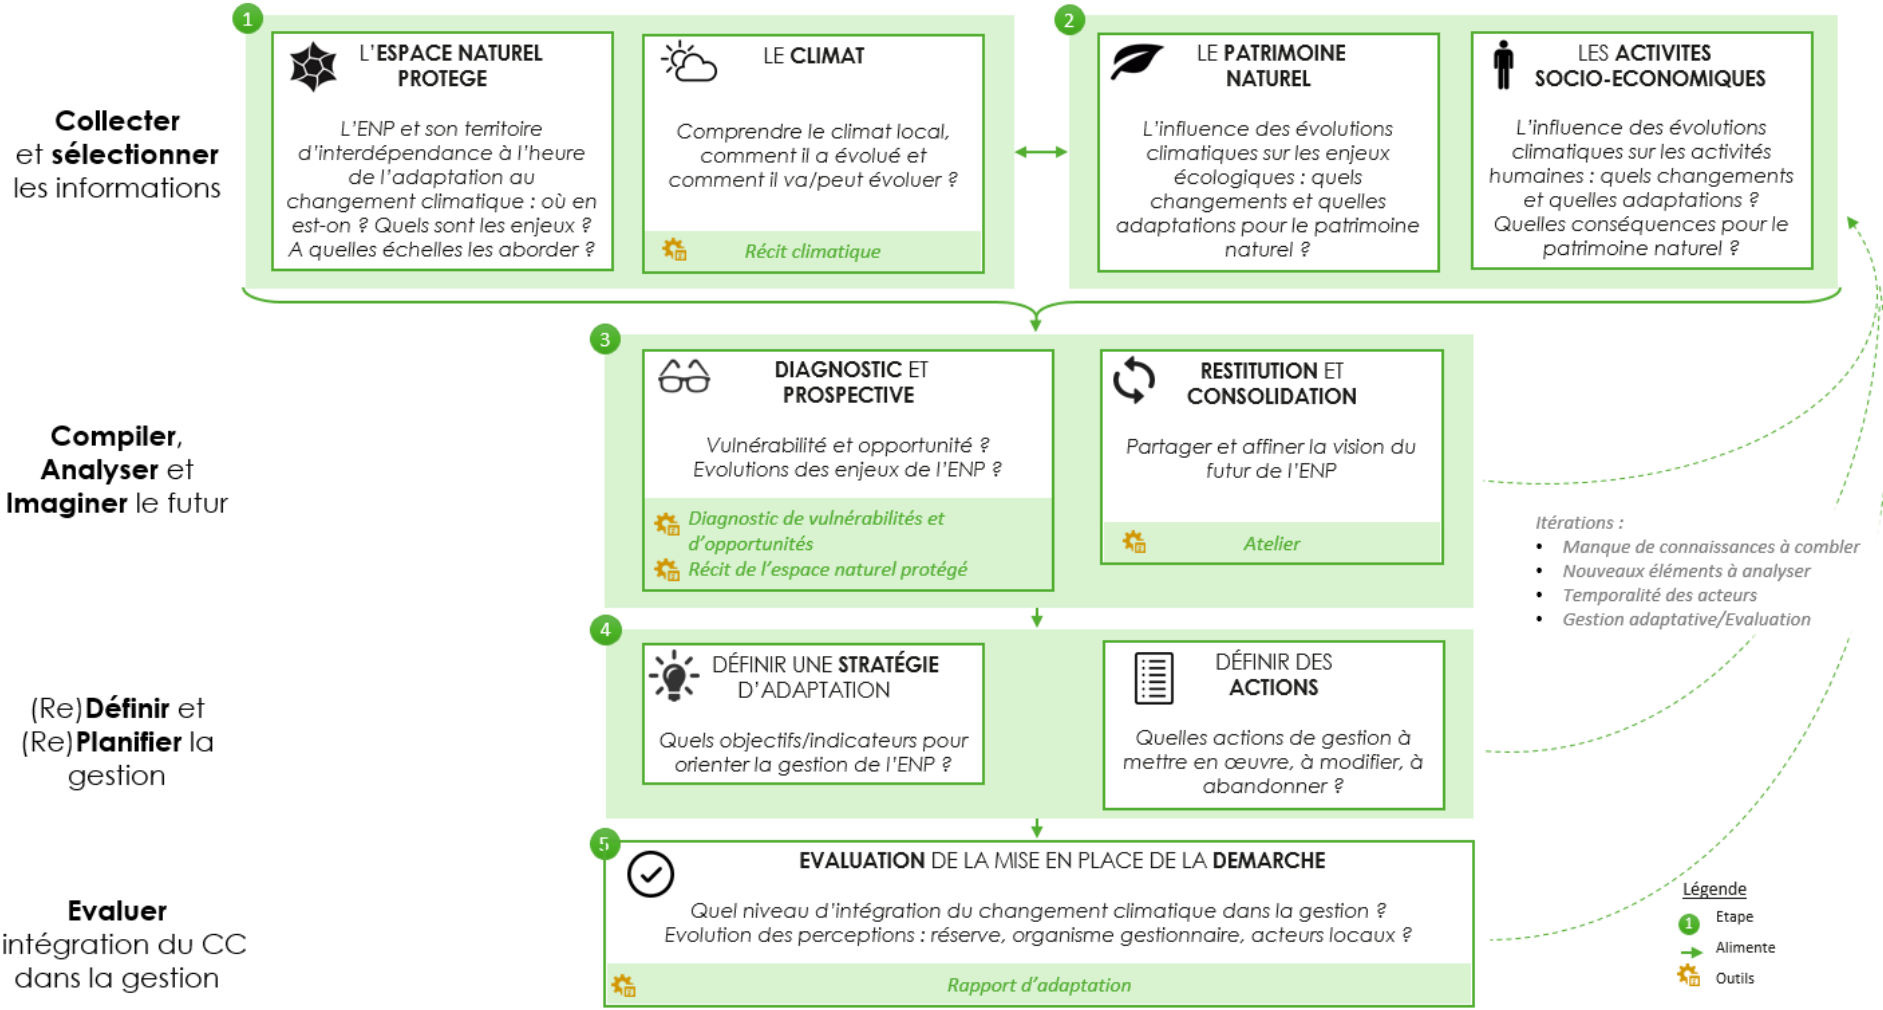 Collecter
et sélectionner
les informations
1
L'ESPACE NATUREL
PROTEGE
L'ENP et son territoire
d'interdépendance à l'heure
de l'adaptation au
changement climatique : où en
est-on ? Quels sont les enjeux ?
A quelles échelles les aborder ?
LE CLIMAT
Comprendre le climat local,
comment il a évolué et
comment il va/peut évoluer ?
Récit climatique
2
LE PATRIMOINE
NATUREL
L'influence des évolutions
climatiques sur les enjeux
écologiques : quels
changements et quelles
adaptations pour le patrimoine
naturel ?
LES ACTIVITES
SOCIO-ECONOMIQUES
L'influence des évolutions
climatiques sur les activités
humaines : quels changements
et quelles adaptations ?
Quelles conséquences pour le
patrimoine naturel ?
Compiler,
Analyser et
Imaginer le futur
3
DIAGNOSTIC ET
PROSPECTIVE
Vulnérabilité et opportunité ?
Evolutions des enjeux de l'ENP ?
Diagnostic de vulnérabilités et
d'opportunités
Récit de l'espace naturel protégé
RESTITUTION ET
CONSOLIDATION
Partager et affiner la vision du
futur de l'ENP
Atelier
Itérations :
• Manque de connaissances à combler
• Nouveaux éléments à analyser
• Temporalité des acteurs
• Gestion adaptative/Evaluation
(Re)Définir et
(Re)Planifier la
gestion
4
DÉFINIR UNE STRATÉGIE
D'ADAPTATION
Quels objectifs/indicateurs pour
orienter la gestion de l'ENP ?
DÉFINIR DES
ACTIONS
Quelles actions de gestion à
mettre en œuvre, à modifier, à
abandonner ?
Evaluer
intégration du CC
dans la gestion
5
EVALUATION DE LA MISE EN PLACE DE LA DEMARCHE
Quel niveau d'intégration du changement climatique dans la gestion ?
Evolution des perceptions : réserve, organisme gestionnaire, acteurs locaux ?
Rapport d'adaptation
Légende
1 Etape
Alimente
Outils